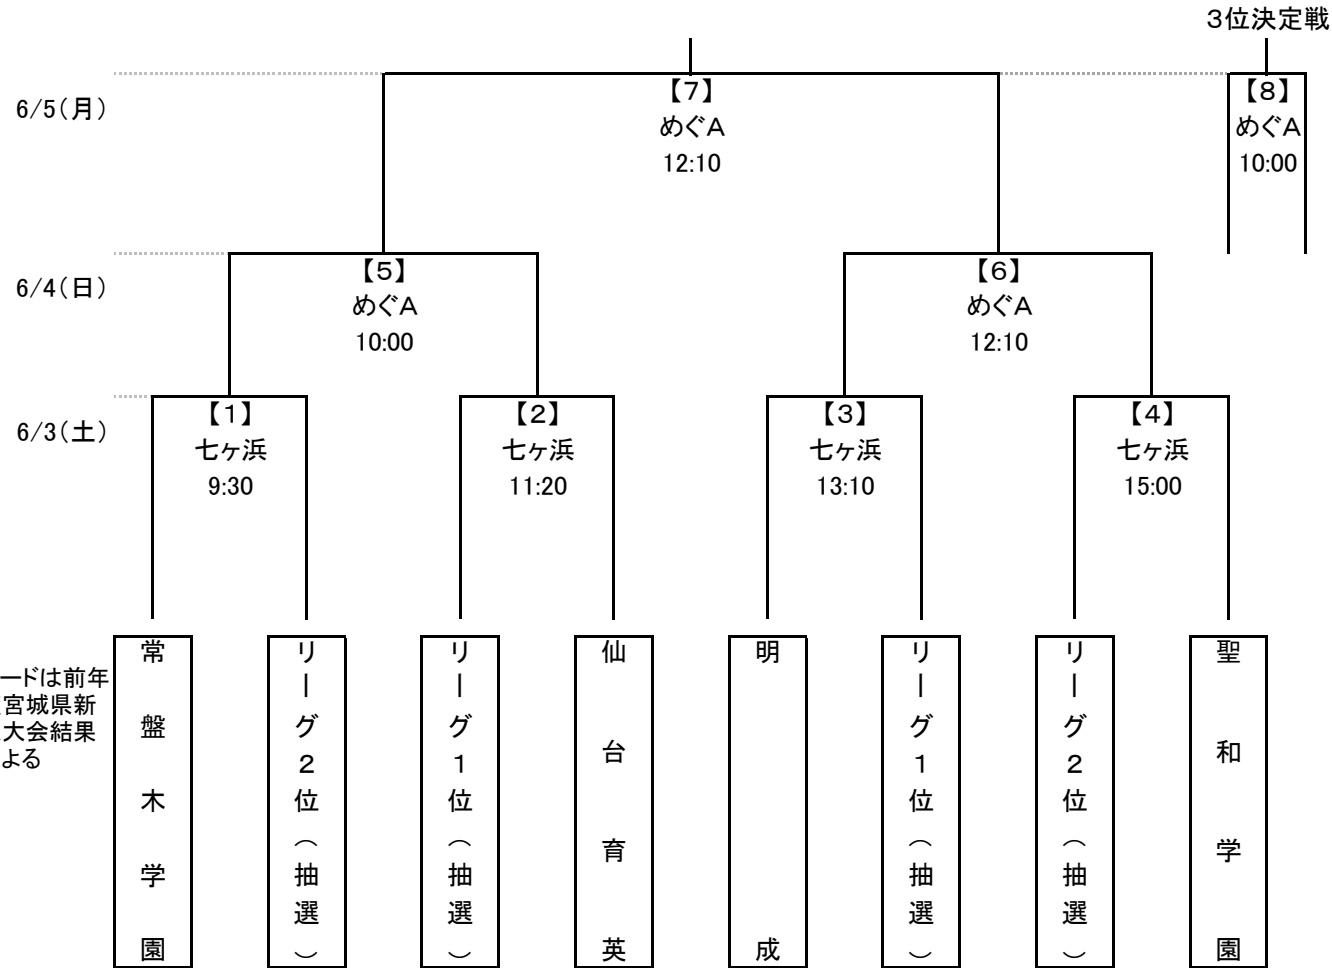 ３位決定戦
6/5（月）
【７】
めぐＡ
12:10
【８】
めぐＡ
10:00
6/4（日）
【５】
めぐＡ
10:00
【６】
めぐＡ
12:10
6/3（土）
【１】
七ヶ浜
9:30
【２】
七ヶ浜
11:20
【３】
七ヶ浜
13:10
【４】
七ヶ浜
15:00
ードは前年
宮城県新
大会結果
よる
常盤木学園
リーグ２位（抽選）
リーグ１位（抽選）
仙台育英
明成
リーグ１位（抽選）
リーグ２位（抽選）
聖和学園